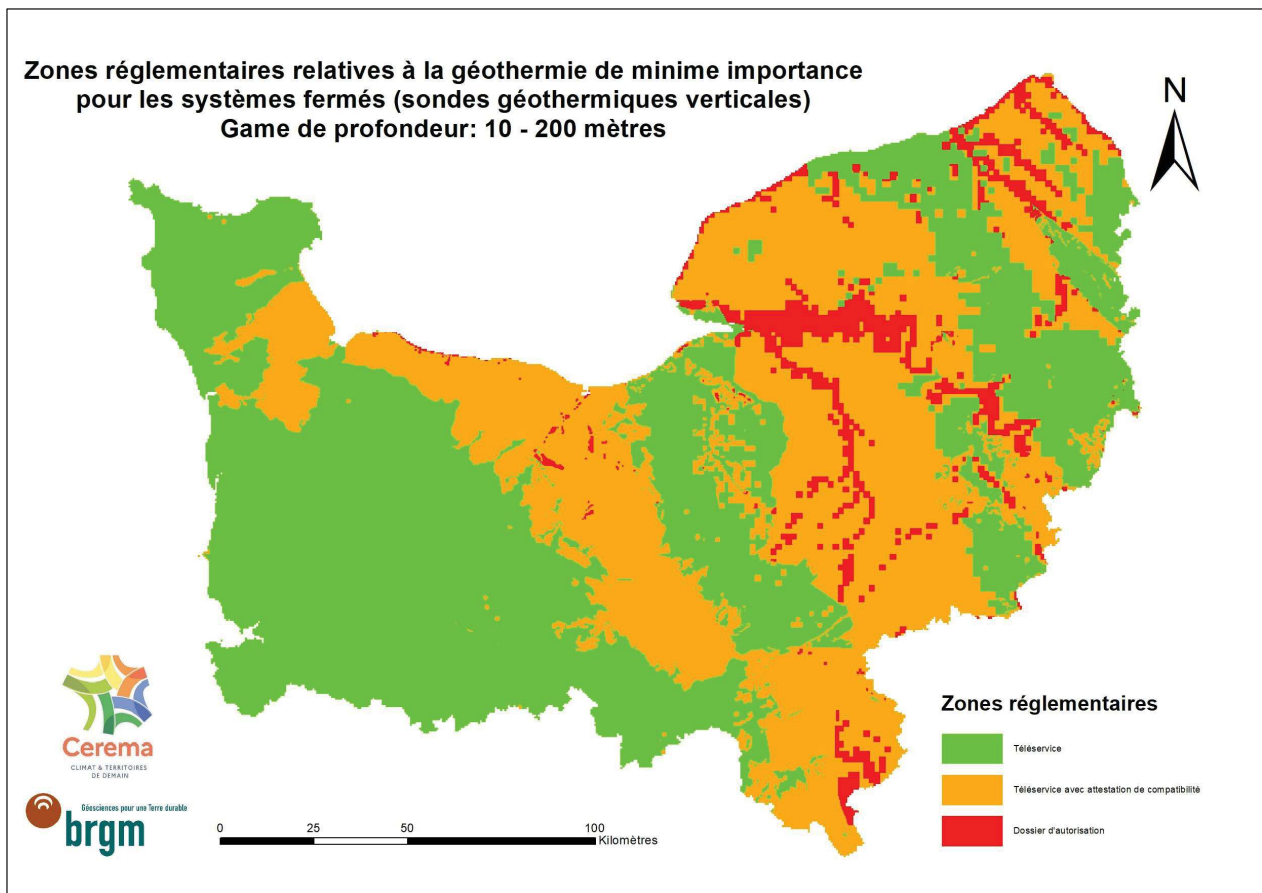 Zones réglementaires relatives à la géothermie de minime importance
pour les systèmes fermés (sondes géothermiques verticales)
Game de profondeur: 10 - 200 mètres
N
Cerema
CLIMAT & TERRITOIRES
DE DEMAIN
Géosciences pour une Terre durable
brgm
0 25 50 100
Kilomètres
Zones réglementaires
Téléservice
Téléservice avec attestation de compatibilité
Dossier d'autorisation